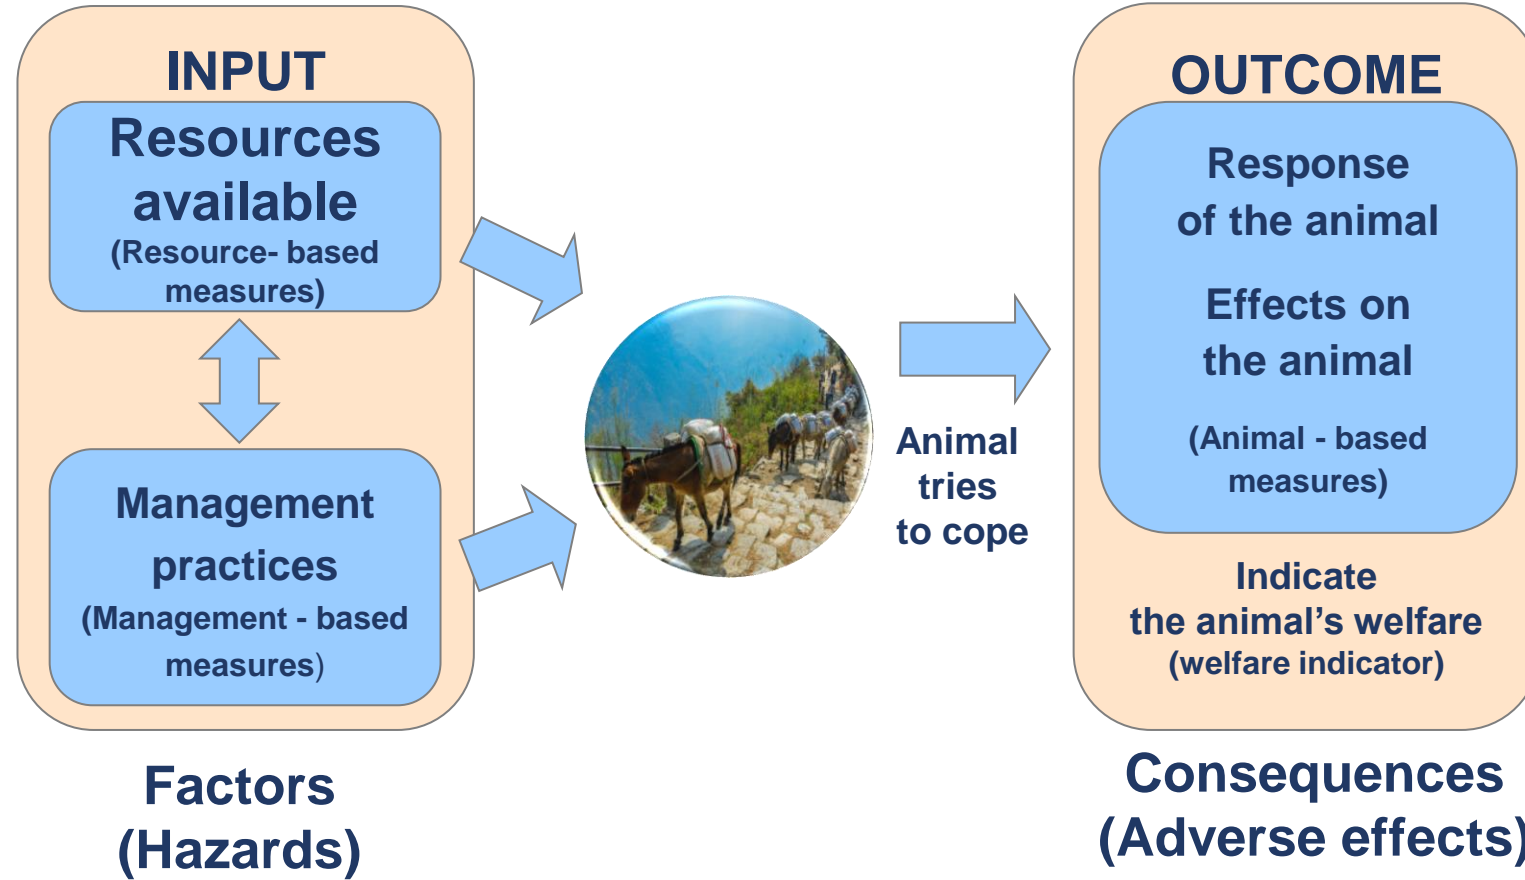 INPUT
Resources
available
(Resource- based
measures)
Management
practices
(Management - based
measures)
Factors
(Hazards)
Animal
tries
to cope
OUTCOME
Response
of the animal
Effects on
the animal
(Animal - based
measures)
Indicate
the animal’s welfare
(welfare indicator)
Consequences
(Adverse effects)